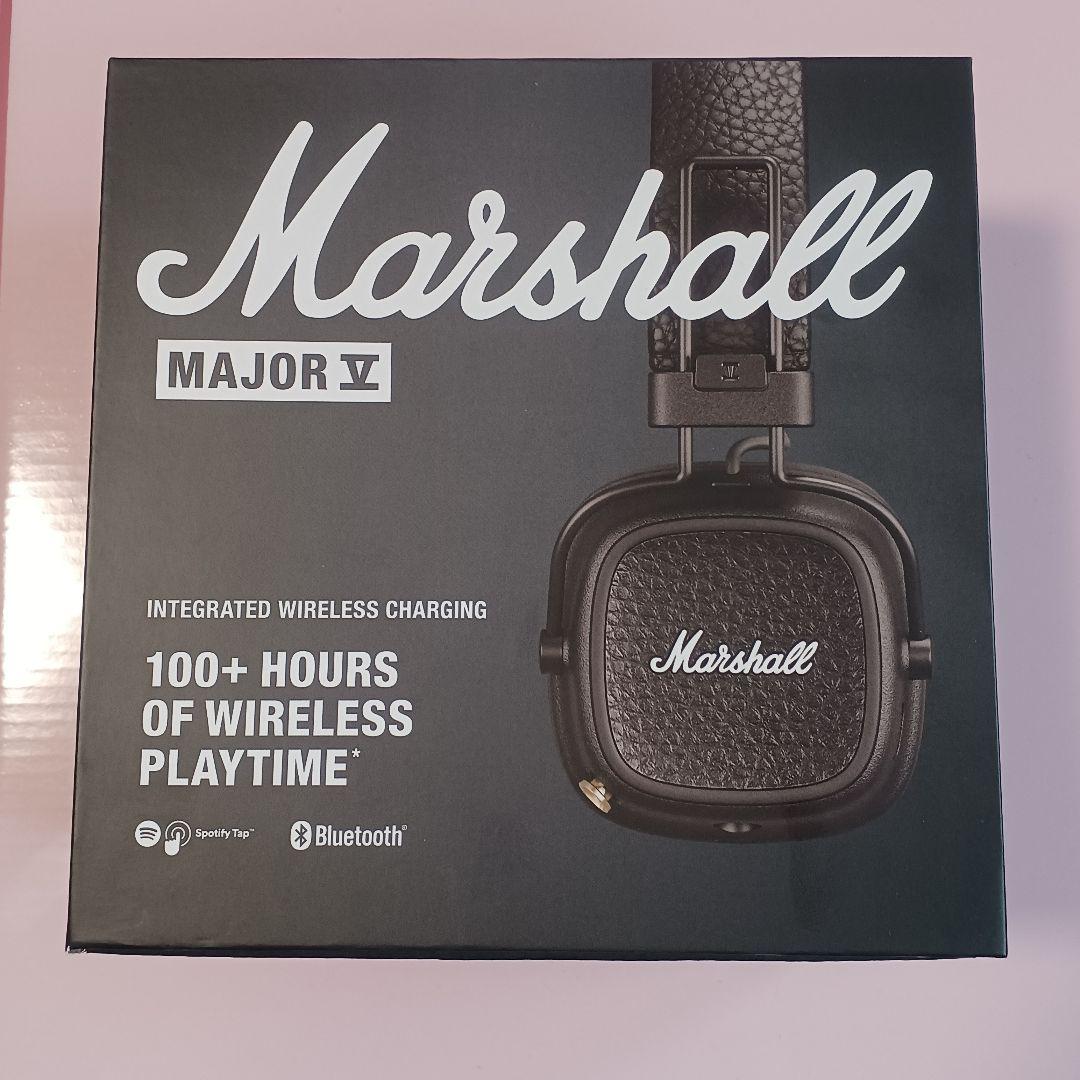 Marshall
MAJOR V
V
INTEGRATED WIRELESS CHARGING
100+ HOURS
OF WIRELESS
PLAYTIME*
Marshall
Spotify Tap™
Bluetooth®